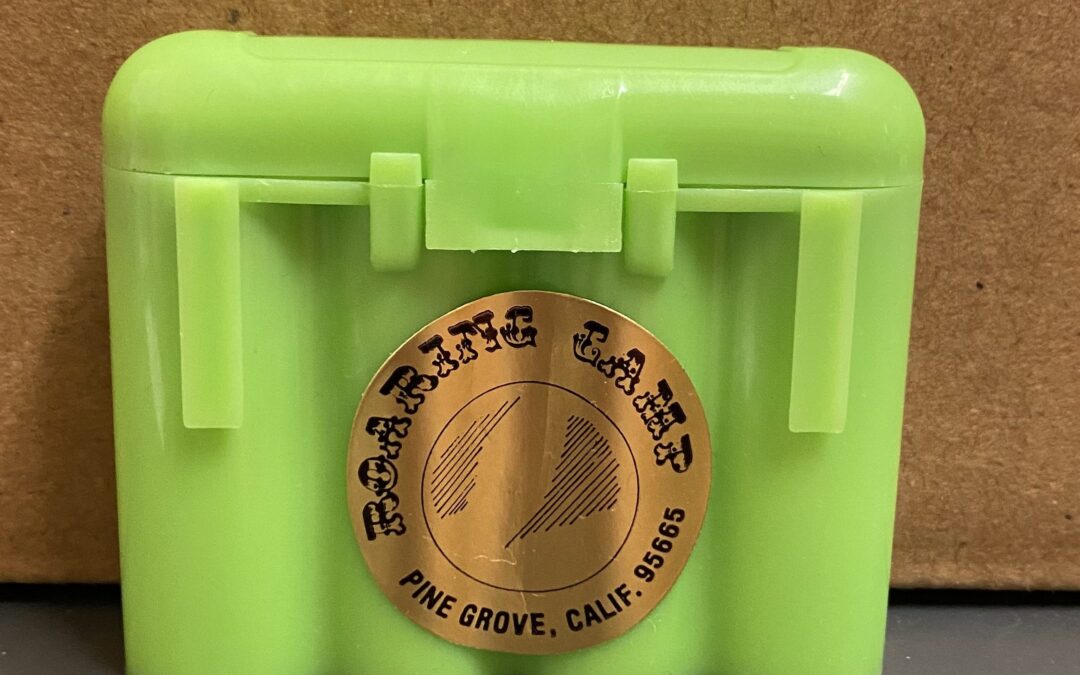 ROARING CAMP
PINE GROVE, CALIF. 95665